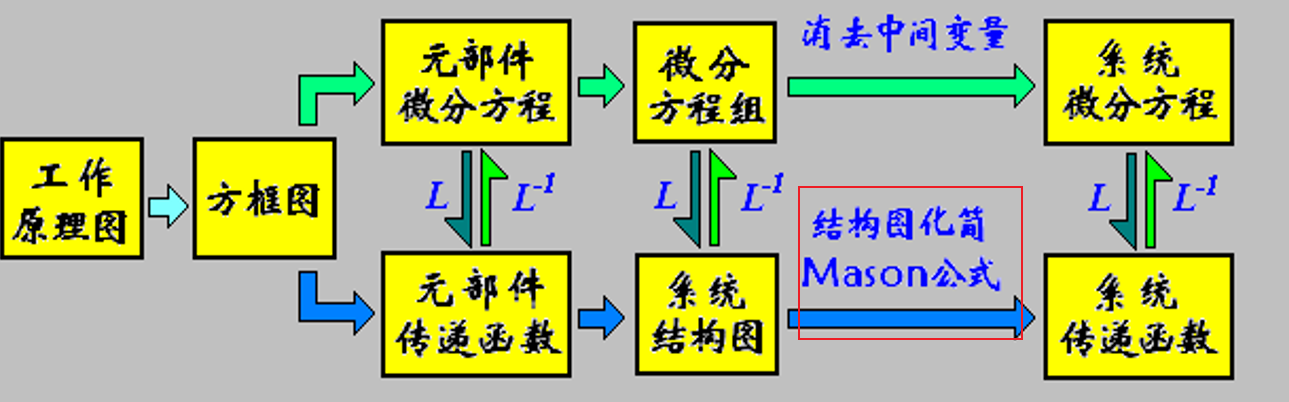 工作
原理图
方框图
元部件
微分方程
微分
方程组
消去中间变量
系统
微分方程
L
L⁻¹
L
L⁻¹
L
L⁻¹
元部件
传递函数
系统
结构图
结构图化简
Mason公式
系统
传递函数